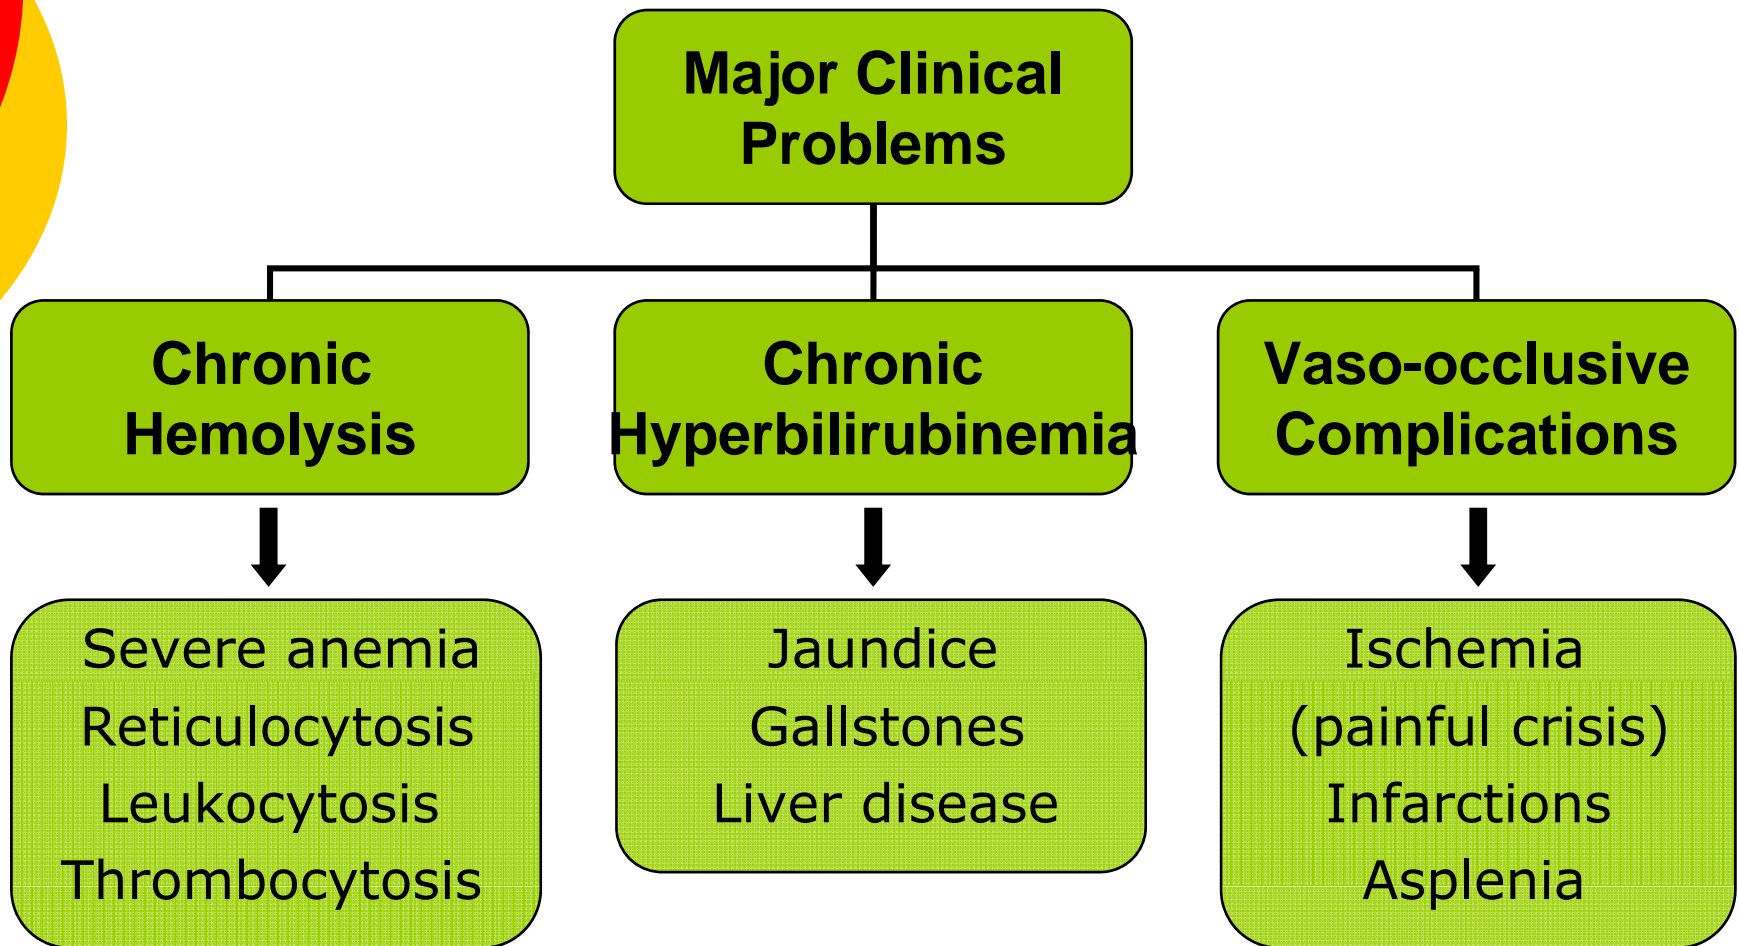 Major Clinical
Problems
Chronic
Hemolysis
Chronic
Hyperbilirubinemia
Vaso-occlusive
Complications
Severe anemia
Reticulocytosis
Leukocytosis
Thrombocytosis
Jaundice
Gallstones
Liver disease
Ischemia
(painful crisis)
Infarctions
Asplenia